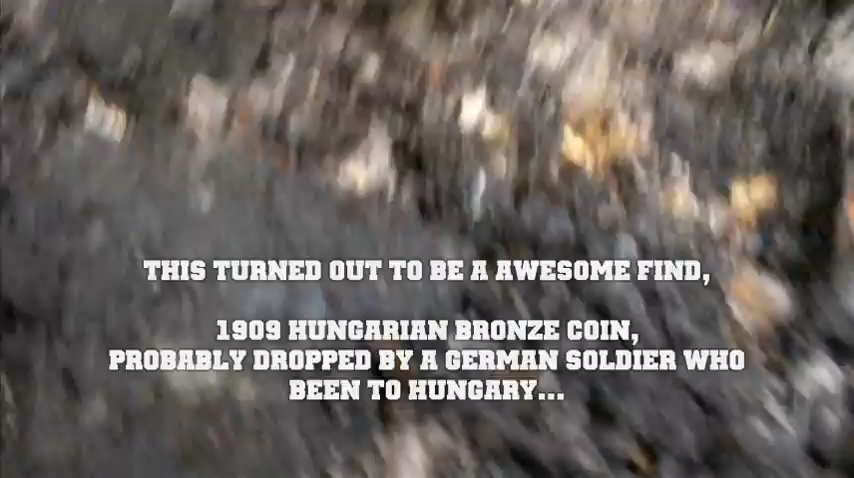 THIS TURNED OUT TO BE A AWESOME FIND,
1909 HUNGARIAN BRONZE COIN,
PROBABLY DROPPED BY A GERMAN SOLDIER WHO
BEEN TO HUNGARY...